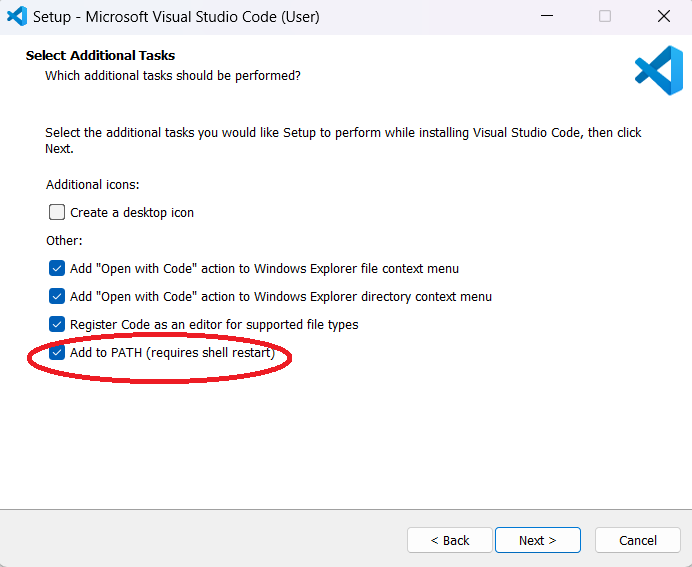 Setup - Microsoft Visual Studio Code (User)
Select Additional Tasks
Which additional tasks should be performed?
Select the additional tasks you would like Setup to perform while installing Visual Studio Code, then click
Next.
Additional icons:
Create a desktop icon
Other:
Add "Open with Code" action to Windows Explorer file context menu
Add "Open with Code" action to Windows Explorer directory context menu
Register Code as an editor for supported file types
Add to PATH (requires shell restart)
< Back Next > Cancel